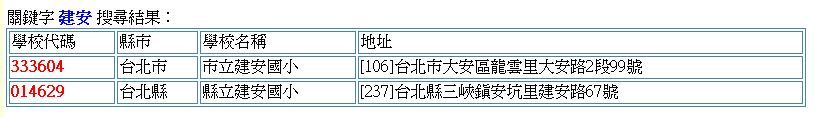 關鍵字 建安 搜尋結果：
學校代碼 縣市 學校名稱 地址
333604 台北市 市立建安國小 [106]台北市大安區龍雲里大安路2段99號
014629 台北縣 縣立建安國小 [237]台北縣三峽鎮安坑里建安路67號